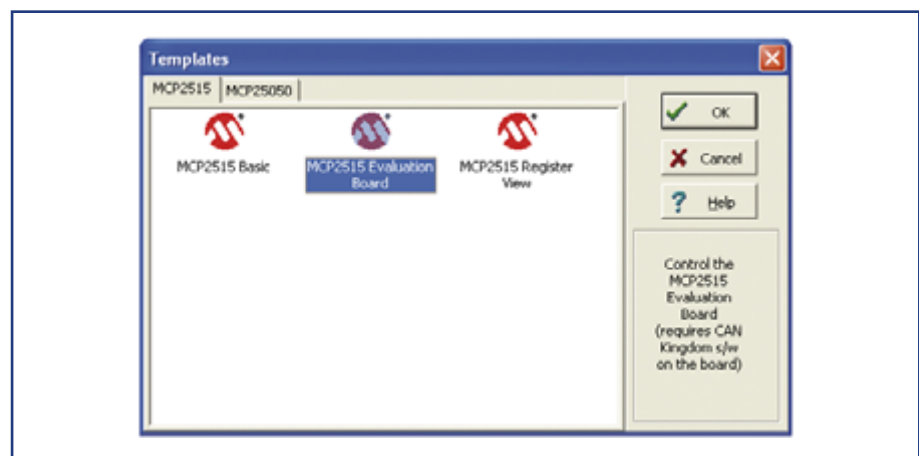 Templates
MCP2515
MCP25050
MCP2515 Basic
MCP2515 Evaluation
Board
MCP2515 Register
View
OK
Cancel
Help
Control the
MCP2515
Evaluation
Board
(requires CAN
Kingdom s/w
on the board)